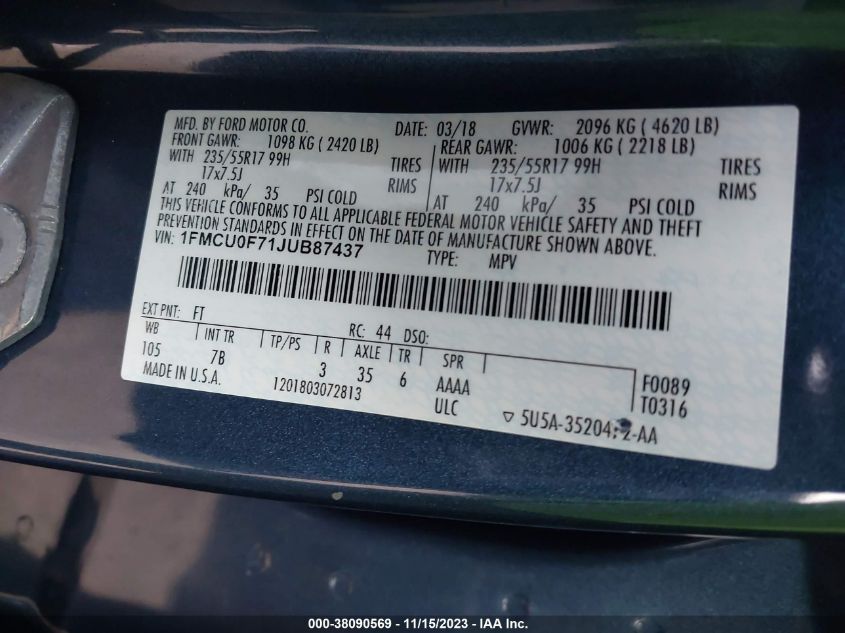 MFD. BY FORD MOTOR CO. DATE: 03/18 GVWR: 2096 KG ( 4620 LB)
FRONT GAWR: 1098 KG ( 2420 LB) REAR GAWR: 1006 KG ( 2218 LB)
WITH 235/55R17 99H TIRES WITH 235/55R17 99H TIRES
17x7.5J RIMS 17x7.5J RIMS
AT 240 kPa/ 35 PSI COLD AT 240 kPa/ 35 PSI COLD
THIS VEHICLE CONFORMS TO ALL APPLICABLE FEDERAL MOTOR VEHICLE SAFETY AND THEFT
PREVENTION STANDARDS IN EFFECT ON THE DATE OF MANUFACTURE SHOWN ABOVE.
VIN: 1FMCU0F71JUB87437 TYPE: MPV
EXT PNT: FT RC: 44 DSO:
WB INT TR TP/PS R AXLE TR SPR
105 7B 3 35 6 AAAA F0089
MADE IN U.S.A. 1201803072813 ULC T0316
▽ 5U5A-3520472-AA
000-38090569 - 11/15/2023 - IAA Inc.